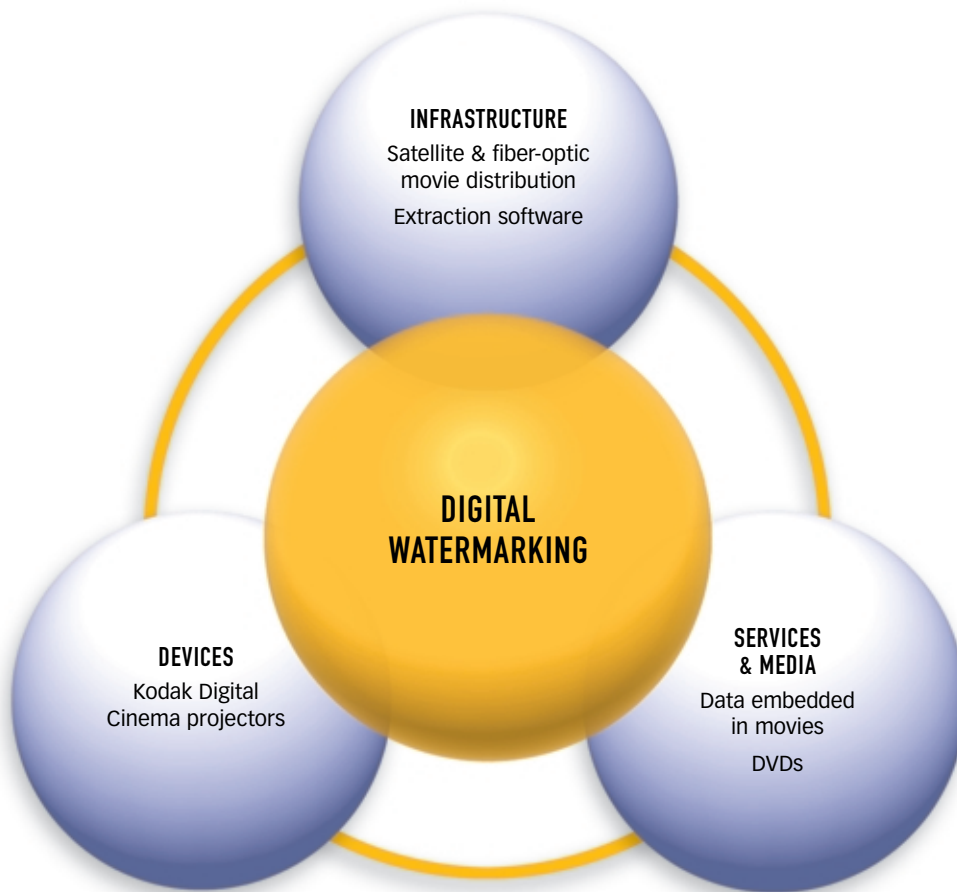 INFRASTRUCTURE
Satellite & fiber-optic
movie distribution
Extraction software
DIGITAL
WATERMARKING
DEVICES
Kodak Digital
Cinema projectors
SERVICES
& MEDIA
Data embedded
in movies
DVDs